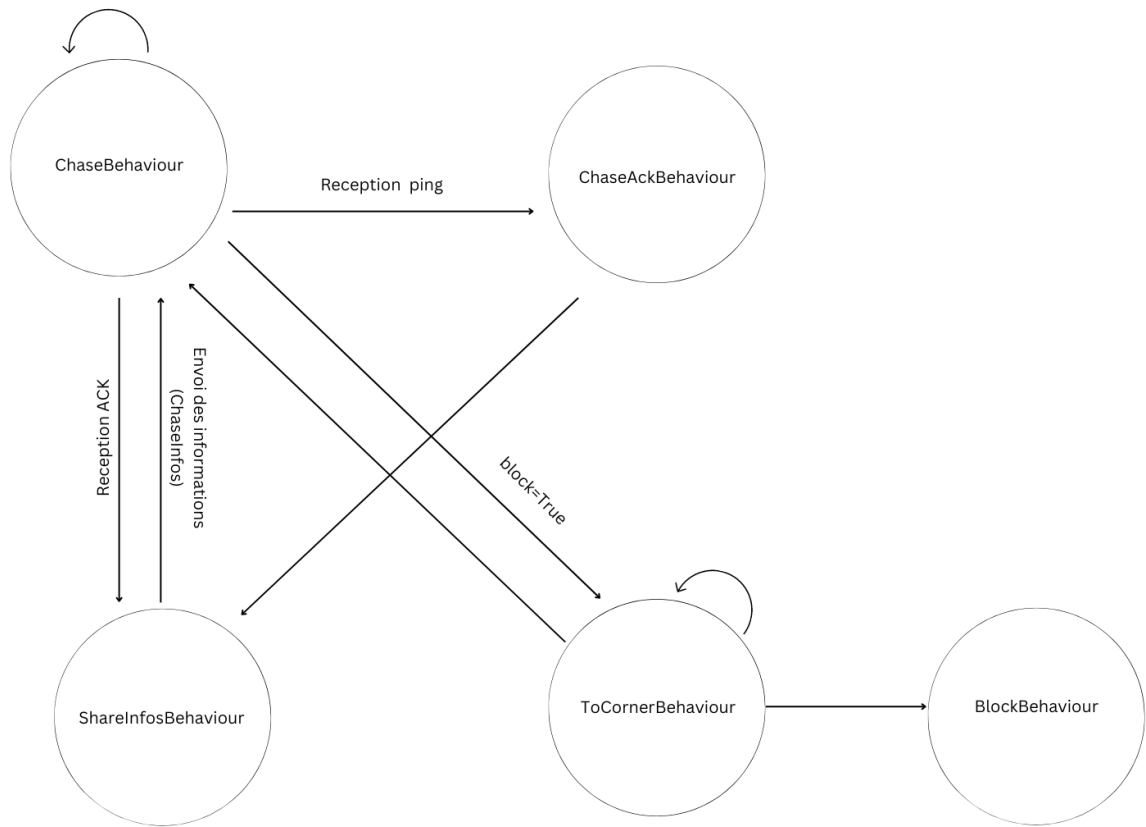 ChaseBehaviour
ChaseAckBehaviour
Reception  ping
Reception ACK
Envoi des informations
(ChaseInfos)
block=True
ShareInfosBehaviour
ToCornerBehaviour
BlockBehaviour